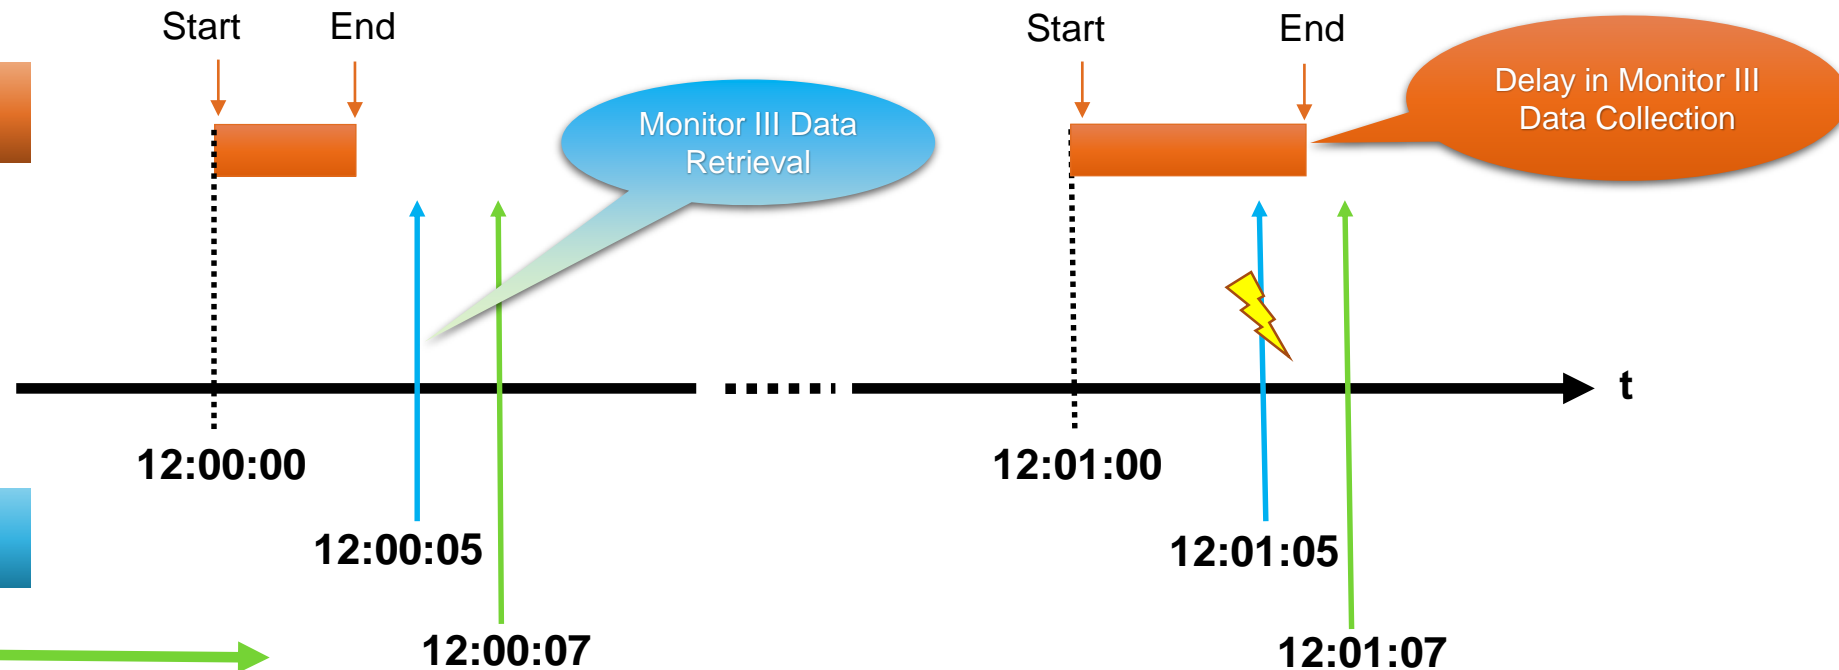 Start
End
Start
End
Monitor III Data
Retrieval
Delay in Monitor III
Data Collection
t
12:00:00
12:01:00
12:00:05
12:01:05
12:00:07
12:01:07